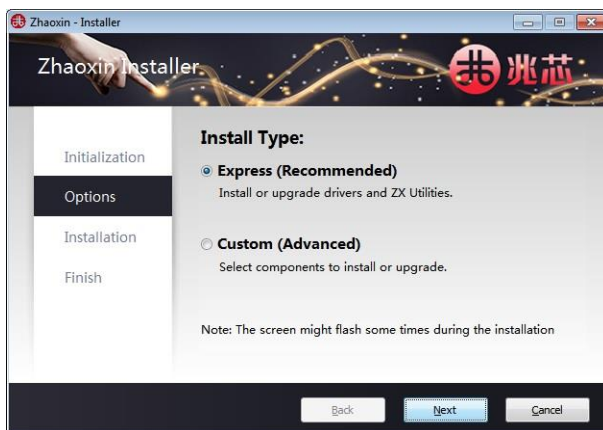 Zhaoxin - Installer
Zhaoxin Installer
兆芯
Initialization
Options
Installation
Finish
Install Type:
Express (Recommended)
Install or upgrade drivers and ZX Utilities.
Custom (Advanced)
Select components to install or upgrade.
Note: The screen might flash some times during the installation
Back
Next
Cancel